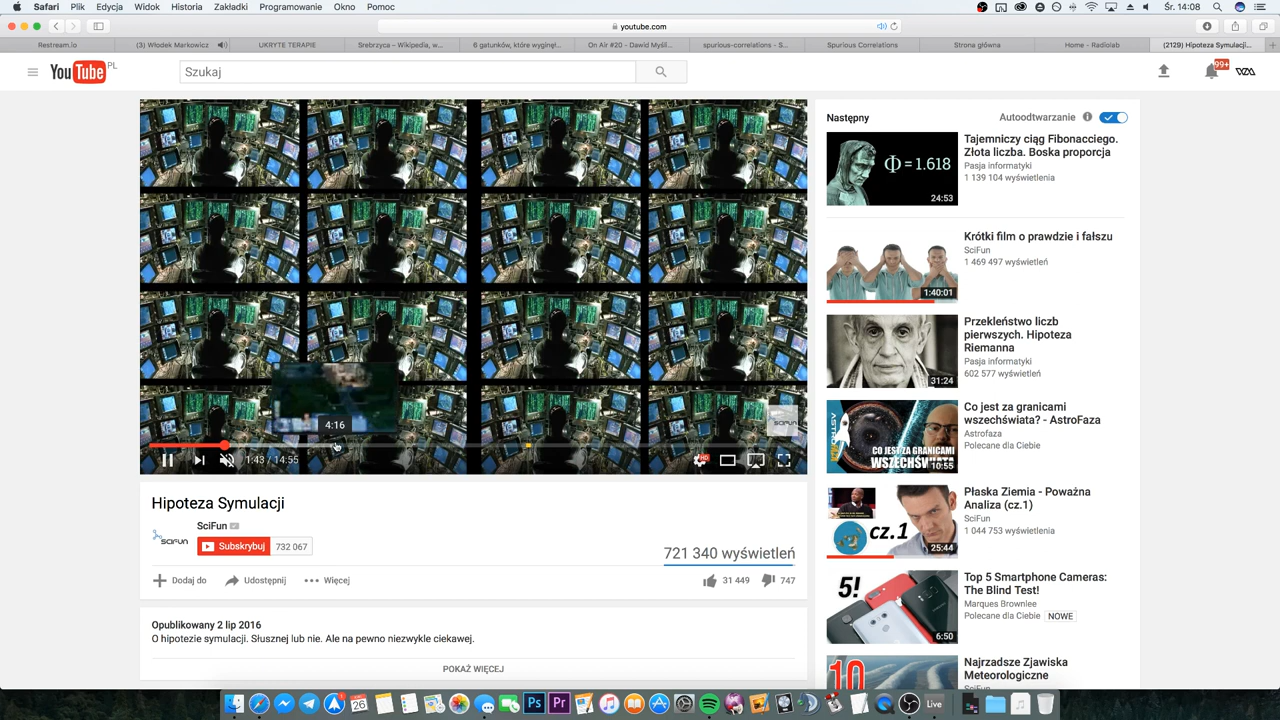 Safari Plik Edycja Widok Historia Zakładki Programowanie Okno Pomoc
Śr. 14:08
youtube.com
Restream.io
(3) Włodek Markowicz
UKRYTE TERAPIE
Srebrzyca – Wikipedia, w...
6 gatunków, które wyginęł...
On Air #20 - Dawid Myśl...
spurious-correlations - S...
Spurious Correlations
Strona główna
Home - Radiolab
(2129) Hipoteza Symulacji...
YouTube PL
Szukaj
99+
SCIFUN
4:16
1:43 / 14:55
HD
Hipoteza Symulacji
SciFun
SCIFUN
Subskrybuj 732 067
721 340 wyświetleń
Dodaj do
Udostępnij
Więcej
31 449
747
Opublikowany 2 lip 2016
O hipotezie symulacji. Słusznej lub nie. Ale na pewno niezwykle ciekawej.
POKAŻ WIĘCEJ
Następny
Autoodtwarzanie
Φ = 1.618
24:53
Tajemniczy ciąg Fibonacciego.
Złota liczba. Boska proporcja
Pasja informatyki
1 139 104 wyświetlenia
1:40:01
Krótki film o prawdzie i fałszu
SciFun
1 469 497 wyświetleń
31:24
Przekleństwo liczb
pierwszych. Hipoteza
Riemanna
Pasja informatyki
602 577 wyświetleń
ASTROFAZA
CO JEST ZA GRANICAMI
WSZECHŚWIATA?
10:55
Co jest za granicami
wszechświata? - AstroFaza
Astrofaza
Polecane dla Ciebie
cz.1
25:44
Płaska Ziemia - Poważna
Analiza (cz.1)
SciFun
1 044 753 wyświetlenia
5!
6:50
Top 5 Smartphone Cameras:
The Blind Test!
Marques Brownlee
Polecane dla Ciebie NOWE
10
Najrzadsze Zjawiska
Meteorologiczne
SciFun
26
Ps
Pr
Live